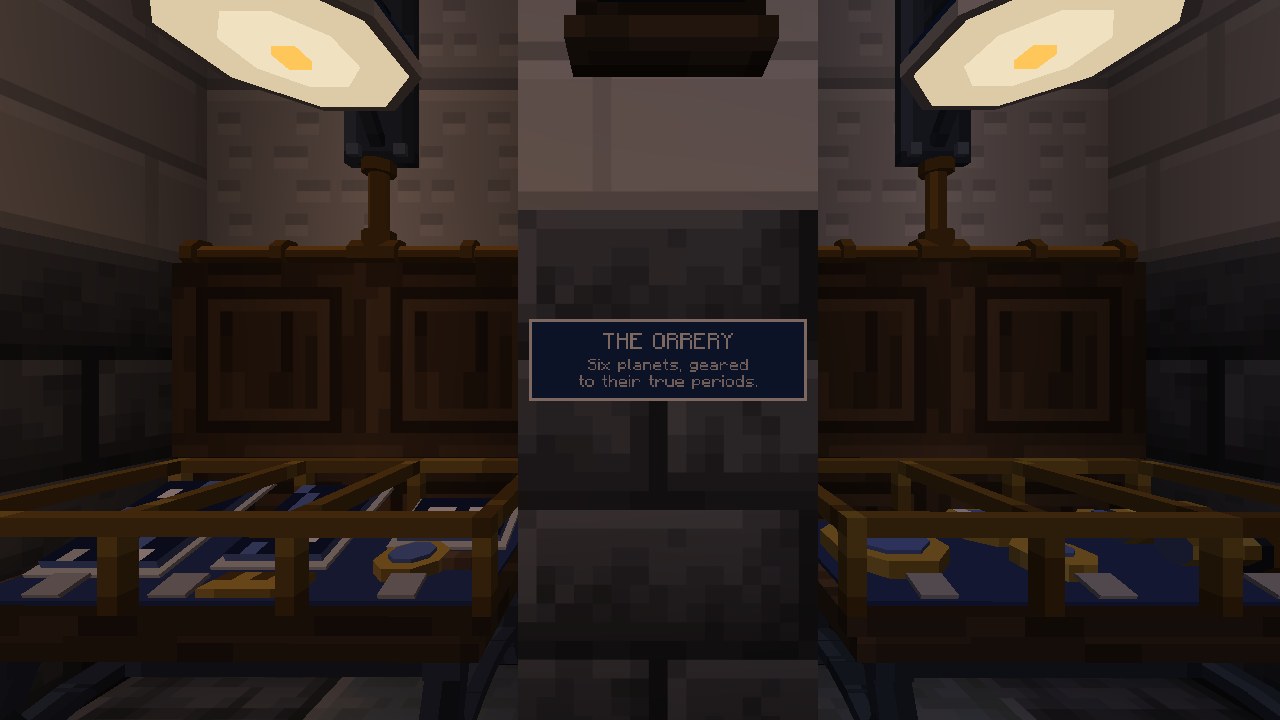 THE ORRERY
Six planets, geared
to their true periods.